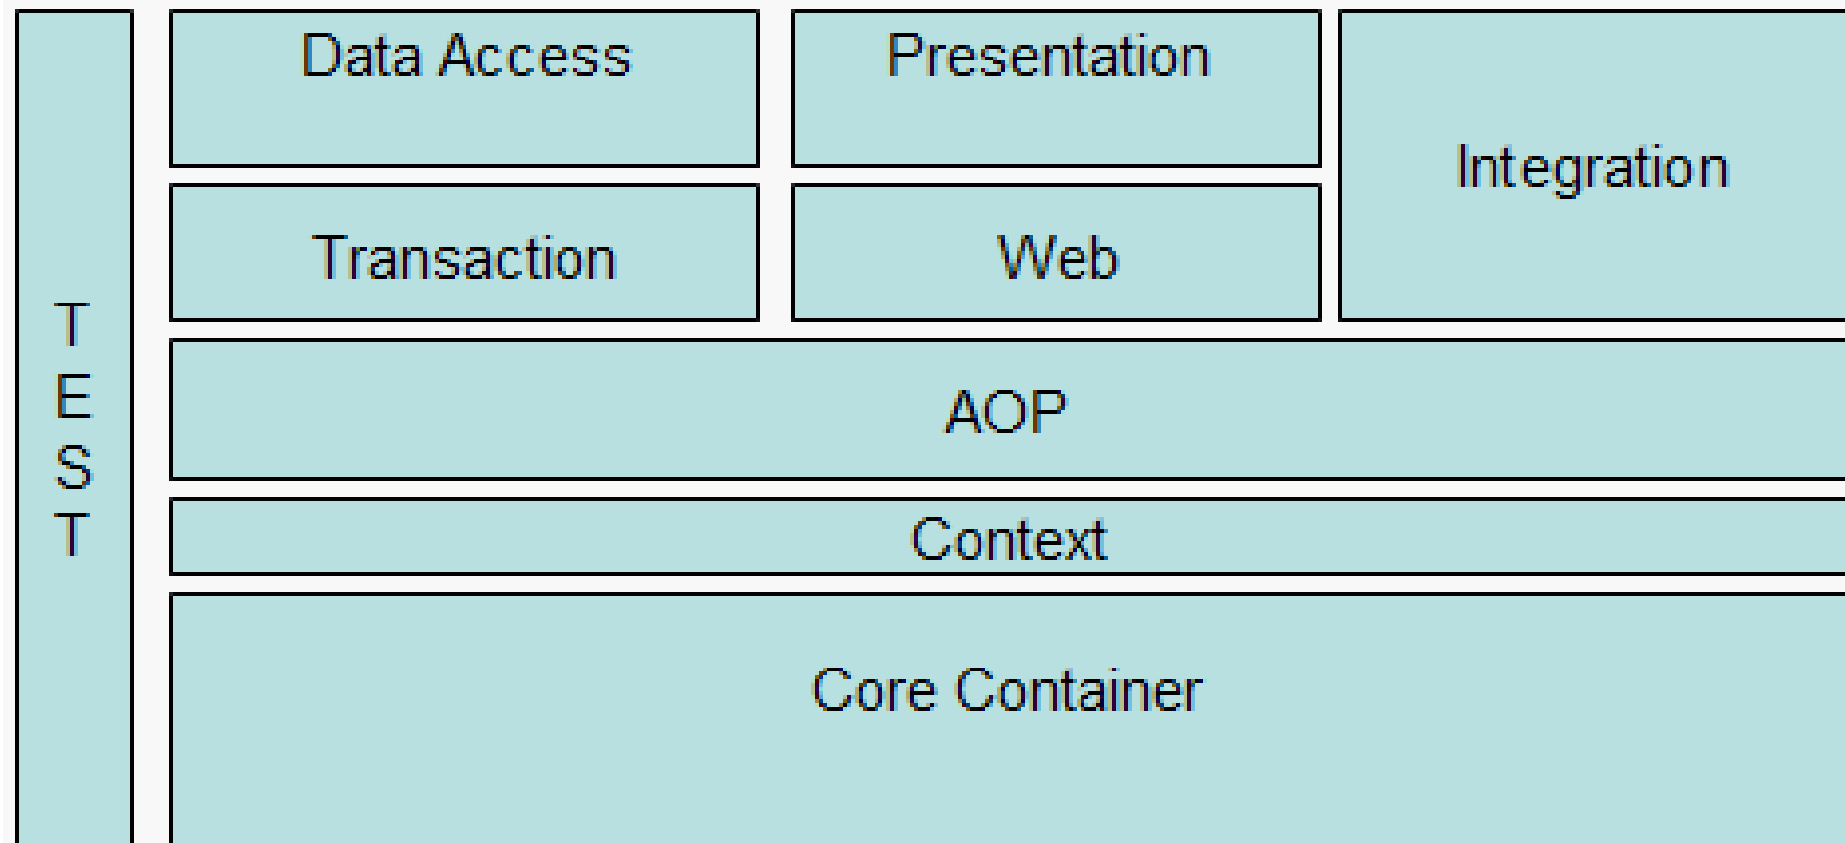 Data Access
Presentation
Integration
Transaction
Web
T
E
S
T
AOP
Context
Core Container